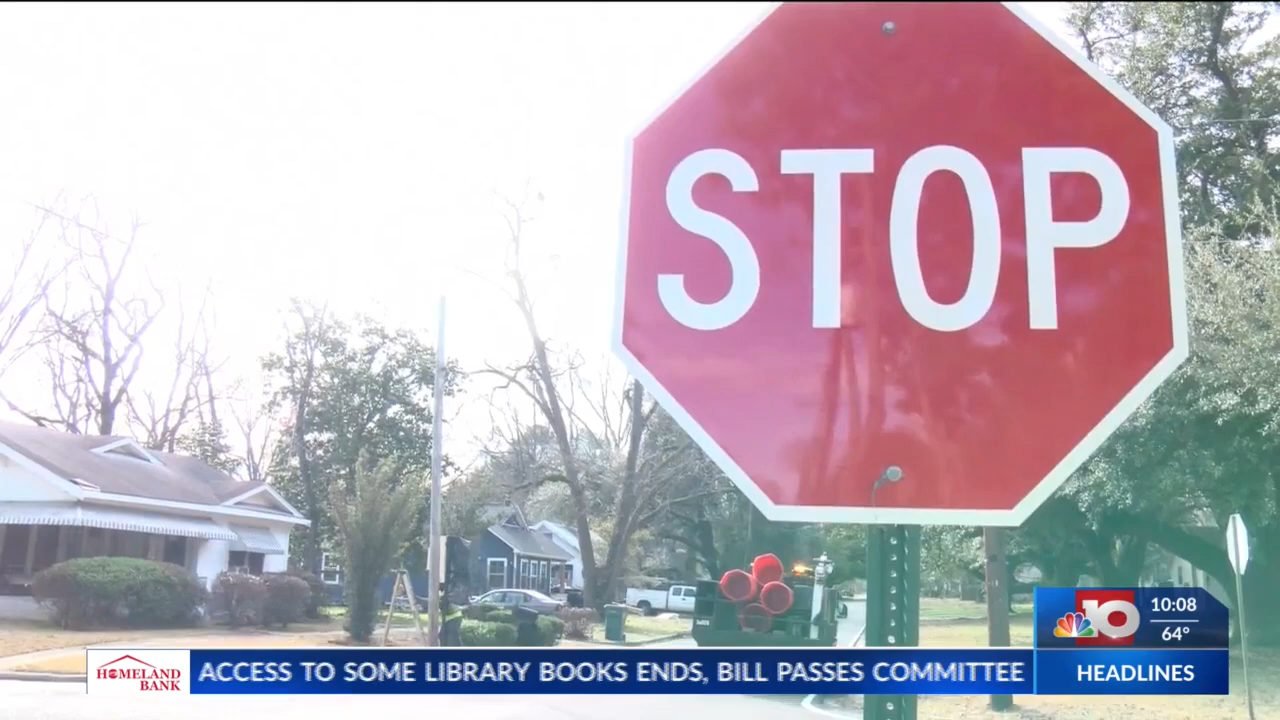 STOP
10
10:08
64°
HOMELAND
BANK
ACCESS TO SOME LIBRARY BOOKS ENDS, BILL PASSES COMMITTEE
HEADLINES